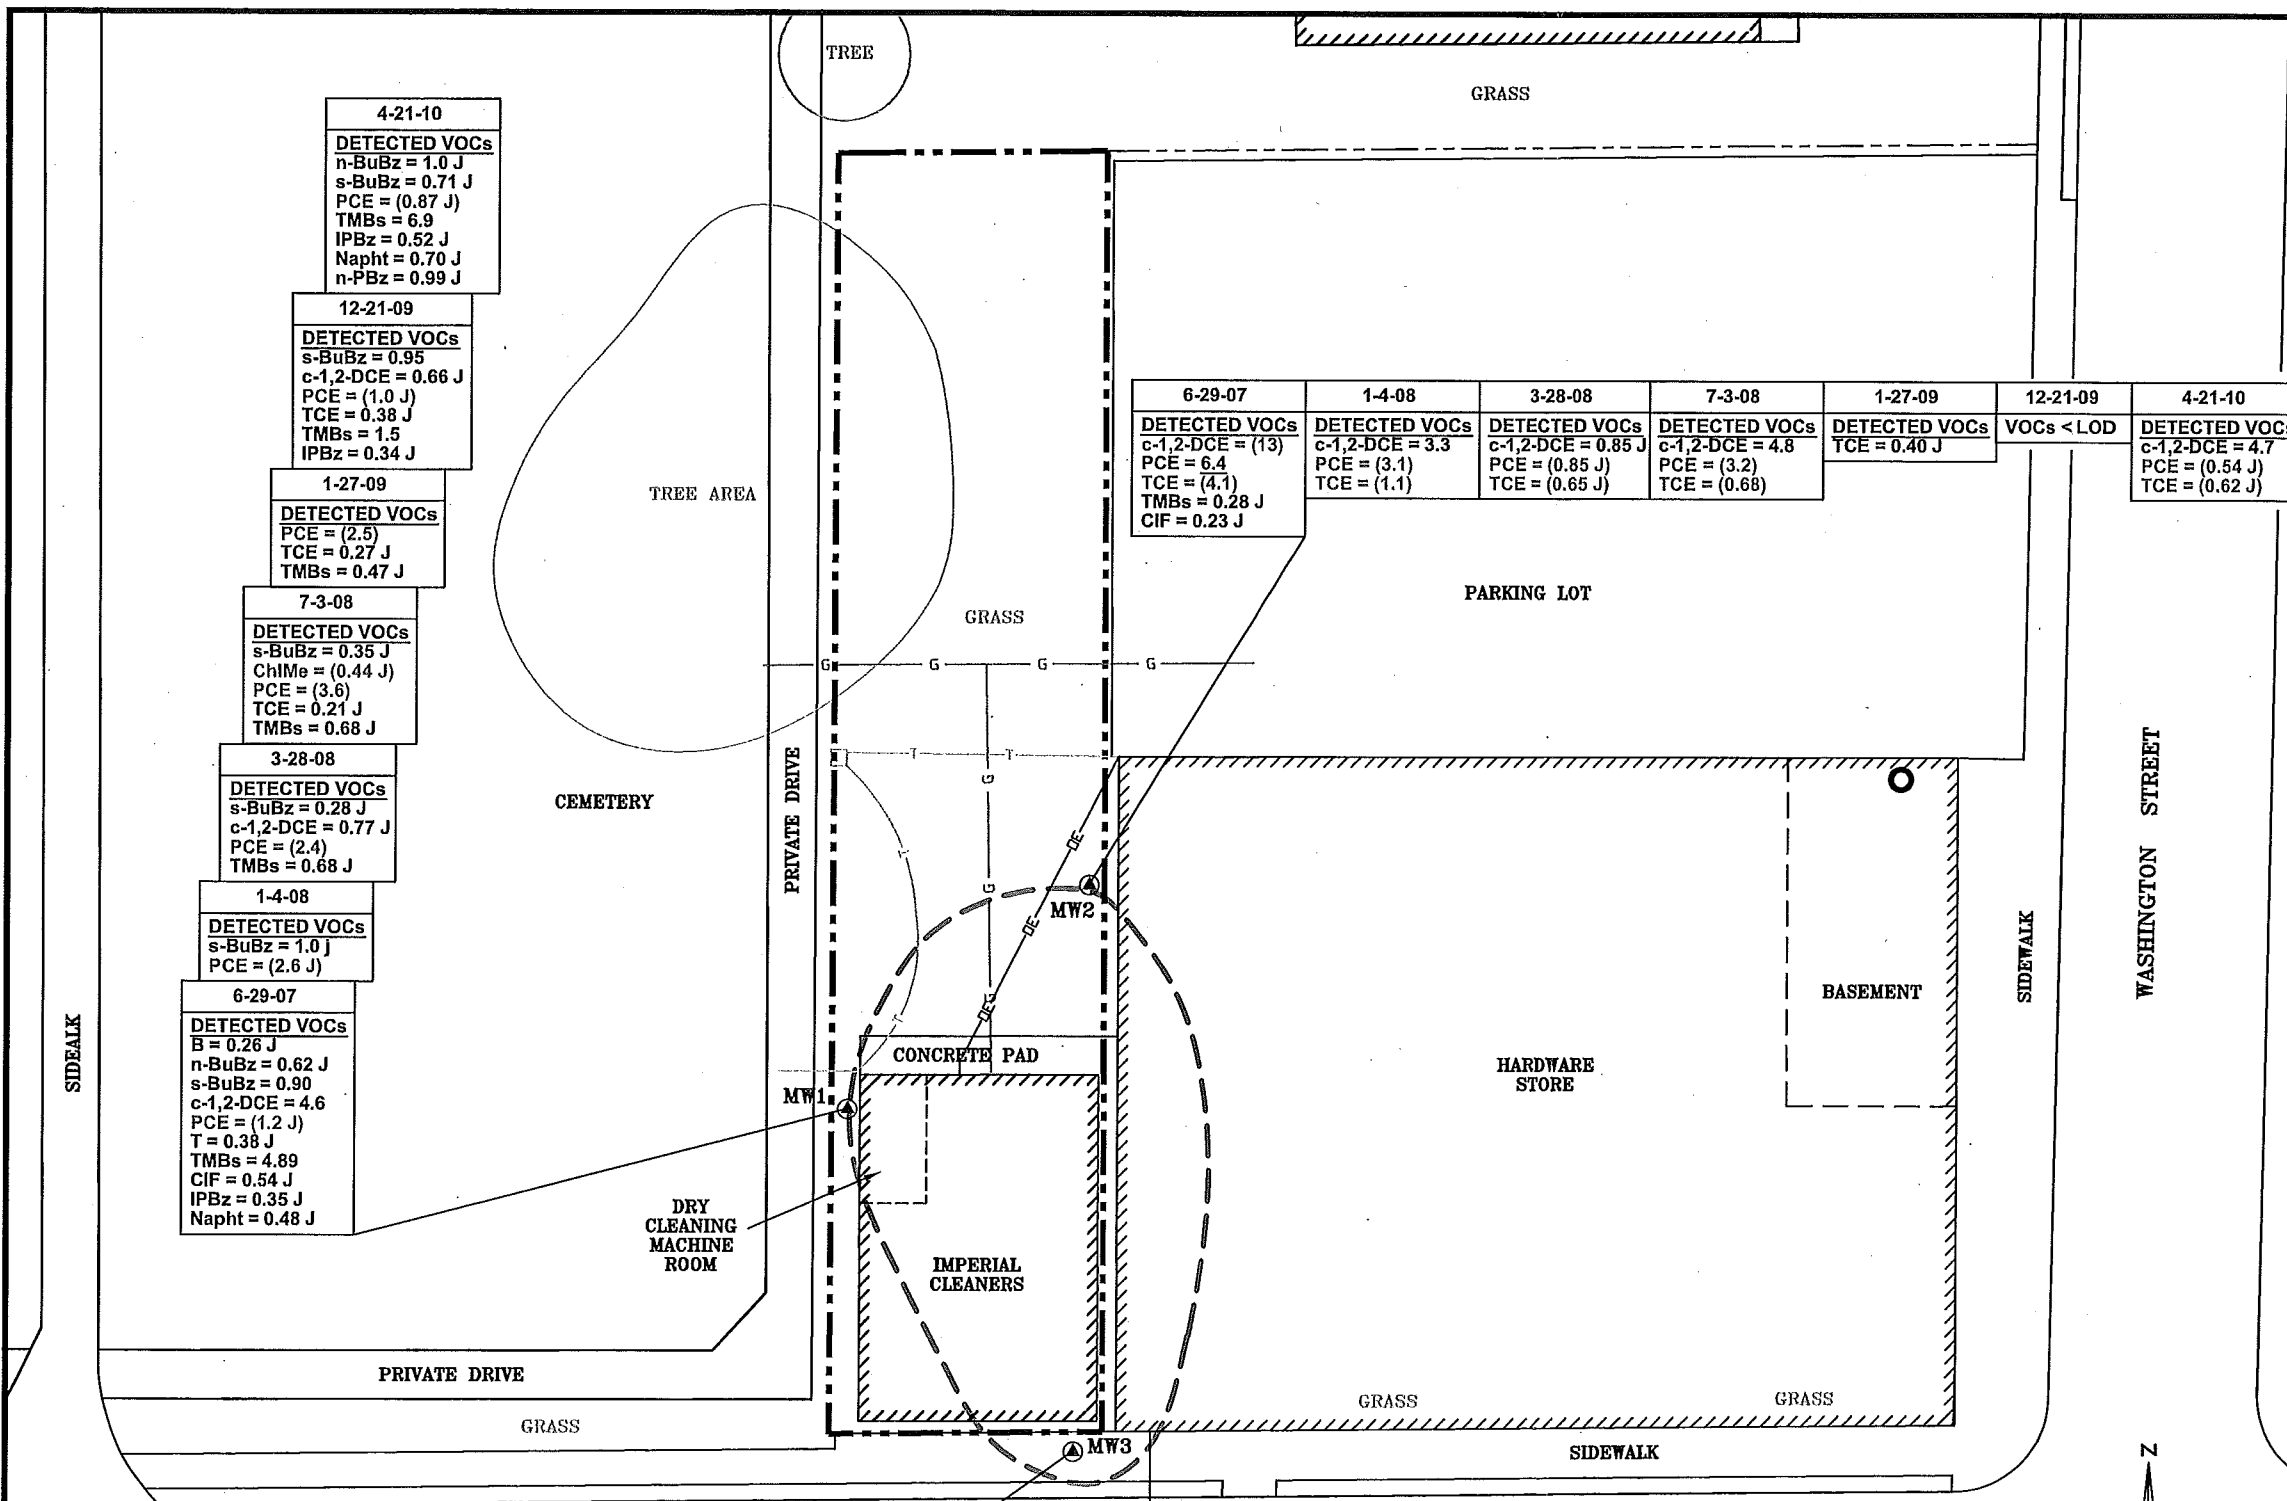 TREE
GRASS
4-21-10
DETECTED VOCs
n-BuBz = 1.0 J
s-BuBz = 0.71 J
PCE = (0.87 J)
TMBs = 6.9
IPBz = 0.52 J
Napht = 0.70 J
n-PBz = 0.99 J
12-21-09
DETECTED VOCs
s-BuBz = 0.95
c-1,2-DCE = 0.66 J
PCE = (1.0 J)
TCE = 0.38 J
TMBs = 1.5
IPBz = 0.34 J
1-27-09
DETECTED VOCs
PCE = (2.5)
TCE = 0.27 J
TMBs = 0.47 J
7-3-08
DETECTED VOCs
s-BuBz = 0.35 J
ChlMe = (0.44 J)
PCE = (3.6)
TCE = 0.21 J
TMBs = 0.68 J
3-28-08
DETECTED VOCs
s-BuBz = 0.28 J
c-1,2-DCE = 0.77 J
PCE = (2.4)
TMBs = 0.68 J
1-4-08
DETECTED VOCs
s-BuBz = 1.0 j
PCE = (2.6 J)
6-29-07
DETECTED VOCs
B = 0.26 J
n-BuBz = 0.62 J
s-BuBz = 0.90
c-1,2-DCE = 4.6
PCE = (1.2 J)
T = 0.38 J
TMBs = 4.89
ClF = 0.54 J
IPBz = 0.35 J
Napht = 0.48 J
6-29-07
DETECTED VOCs
c-1,2-DCE = (13)
PCE = 6.4
TCE = (4.1)
TMBs = 0.28 J
ClF = 0.23 J
1-4-08
DETECTED VOCs
c-1,2-DCE = 3.3
PCE = (3.1)
TCE = (1.1)
3-28-08
DETECTED VOCs
c-1,2-DCE = 0.85 J
PCE = (0.85 J)
TCE = (0.65 J)
7-3-08
DETECTED VOCs
c-1,2-DCE = 4.8
PCE = (3.2)
TCE = (0.68)
1-27-09
DETECTED VOCs
TCE = 0.40 J
12-21-09
VOCs < LOD
4-21-10
DETECTED VOCs
c-1,2-DCE = 4.7
PCE = (0.54 J)
TCE = (0.62 J)
TREE AREA
GRASS
PARKING LOT
G G G G
T T
G
CEMETERY
PRIVATE DRIVE
OE
T
G
MW2
OE
WASHINGTON STREET
SIDEWALK
BASEMENT
G
OE
T
SIDEALK
CONCRETE PAD
HARDWARE
STORE
MW1
DRY
CLEANING
MACHINE
ROOM
IMPERIAL
CLEANERS
PRIVATE DRIVE
GRASS
GRASS
GRASS
MW3
SIDEWALK
N